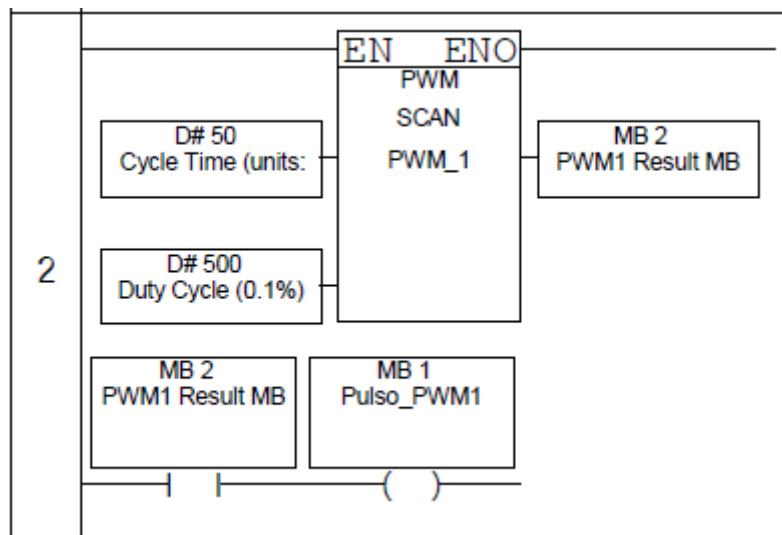 EN ENO
PWM
SCAN
PWM_1
D# 50
Cycle Time (units:
MB 2
PWM1 Result MB
D# 500
Duty Cycle (0.1%)
2
MB 2
PWM1 Result MB
MB 1
Pulso_PWM1